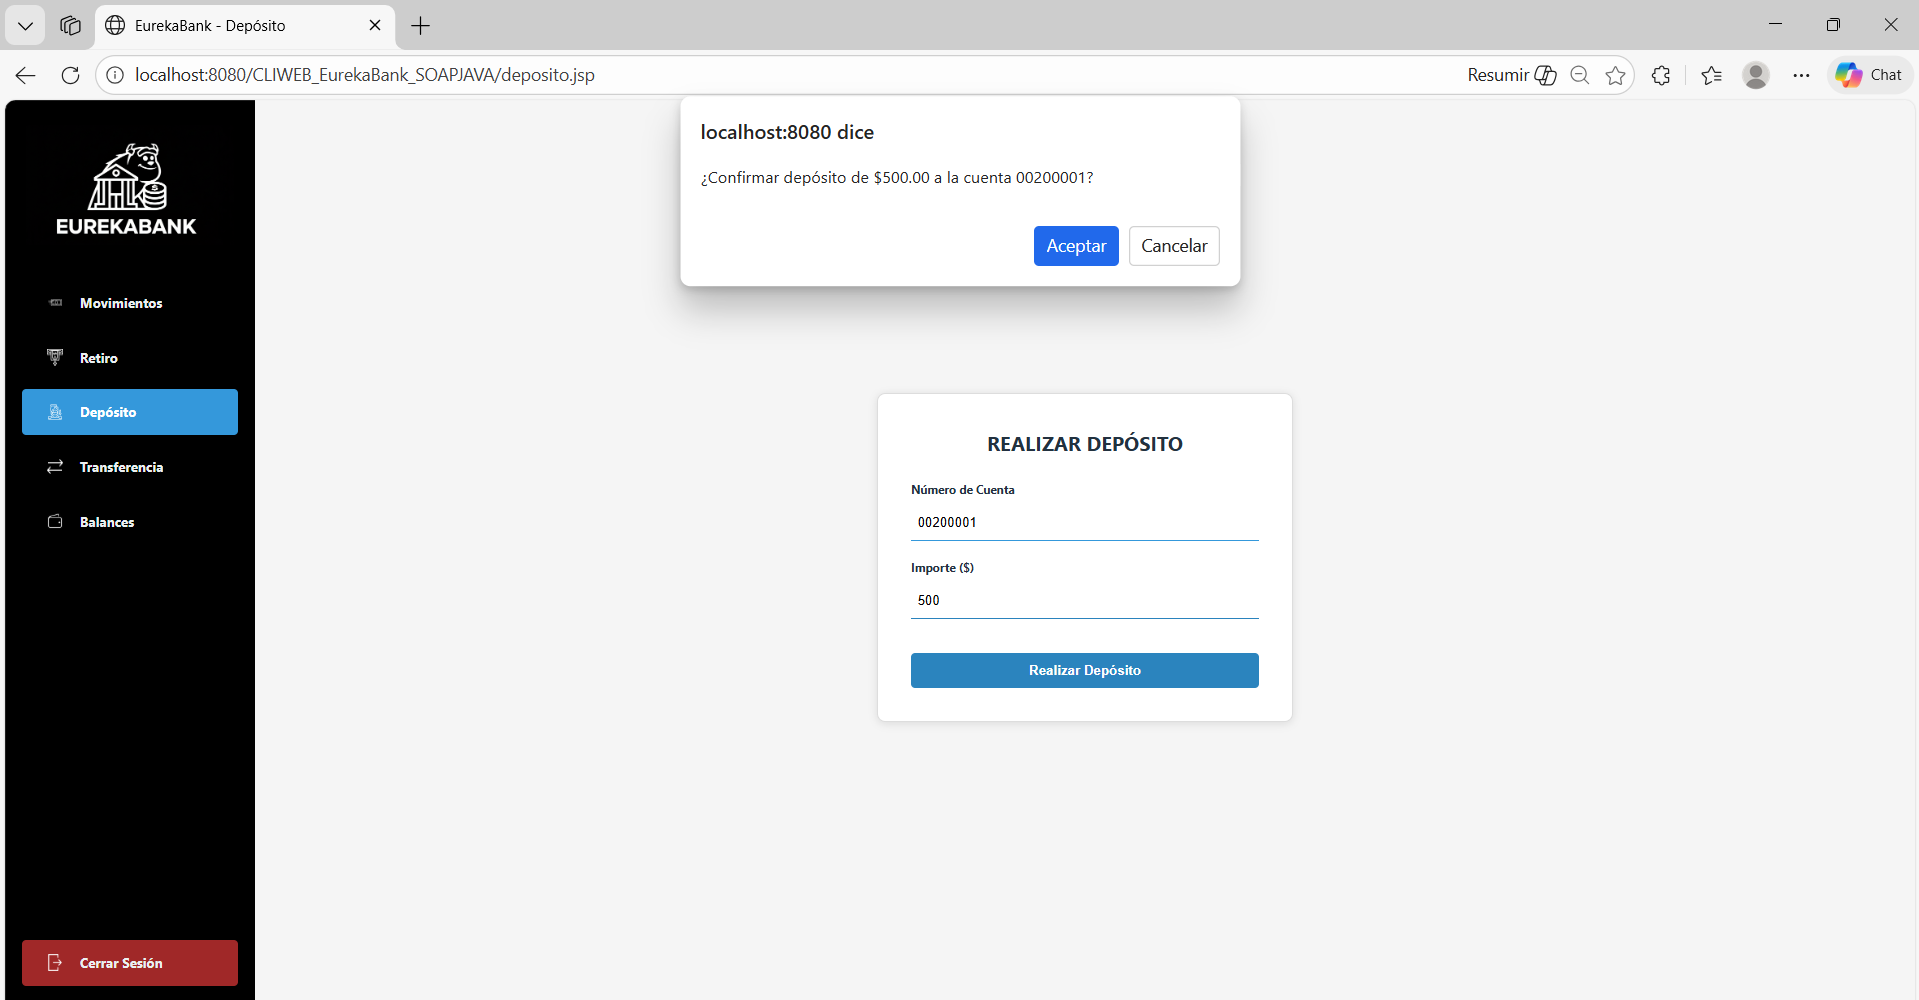 EurekaBank - Depósito
localhost:8080/CLIWEB_EurekaBank_SOAPJAVA/deposito.jsp
Resumir
Chat
localhost:8080 dice
¿Confirmar depósito de $500.00 a la cuenta 00200001?
Aceptar
Cancelar
EUREKABANK
Movimientos
Retiro
Depósito
Transferencia
Balances
Cerrar Sesión
REALIZAR DEPÓSITO
Número de Cuenta
00200001
Importe ($)
500
Realizar Depósito